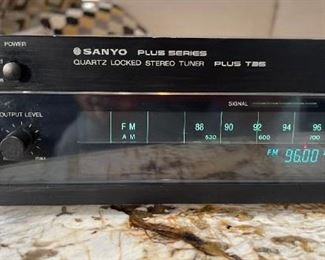 POWER
SANYO PLUS SERIES
QUARTZ LOCKED STEREO TUNER PLUS T35
SIGNAL
OUTPUT LEVEL
FM 88 90 92 94 96
AM 530 600 700
FM 96.00